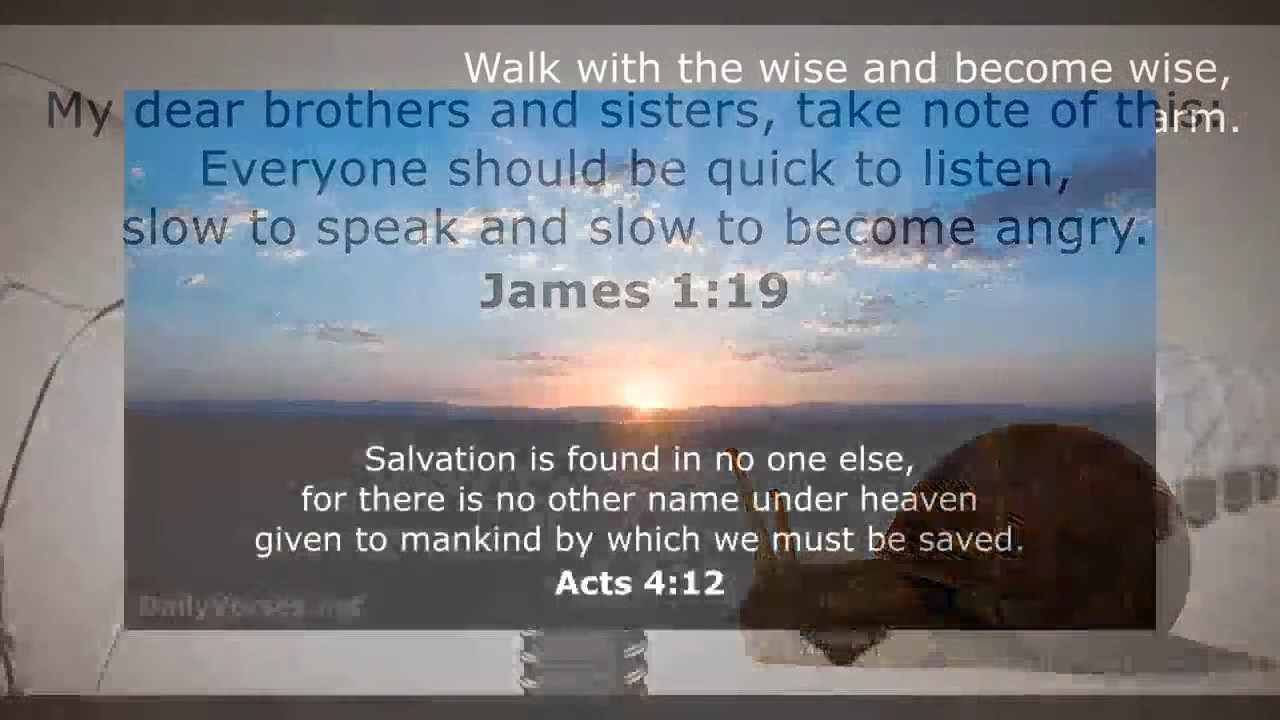 Walk with the wise and become wise,
arm.
My dear brothers and sisters, take note of this:
Everyone should be quick to listen,
slow to speak and slow to become angry.
James 1:19
Salvation is found in no one else,
for there is no other name under heaven
given to mankind by which we must be saved.
Acts 4:12
DailyVerses.net